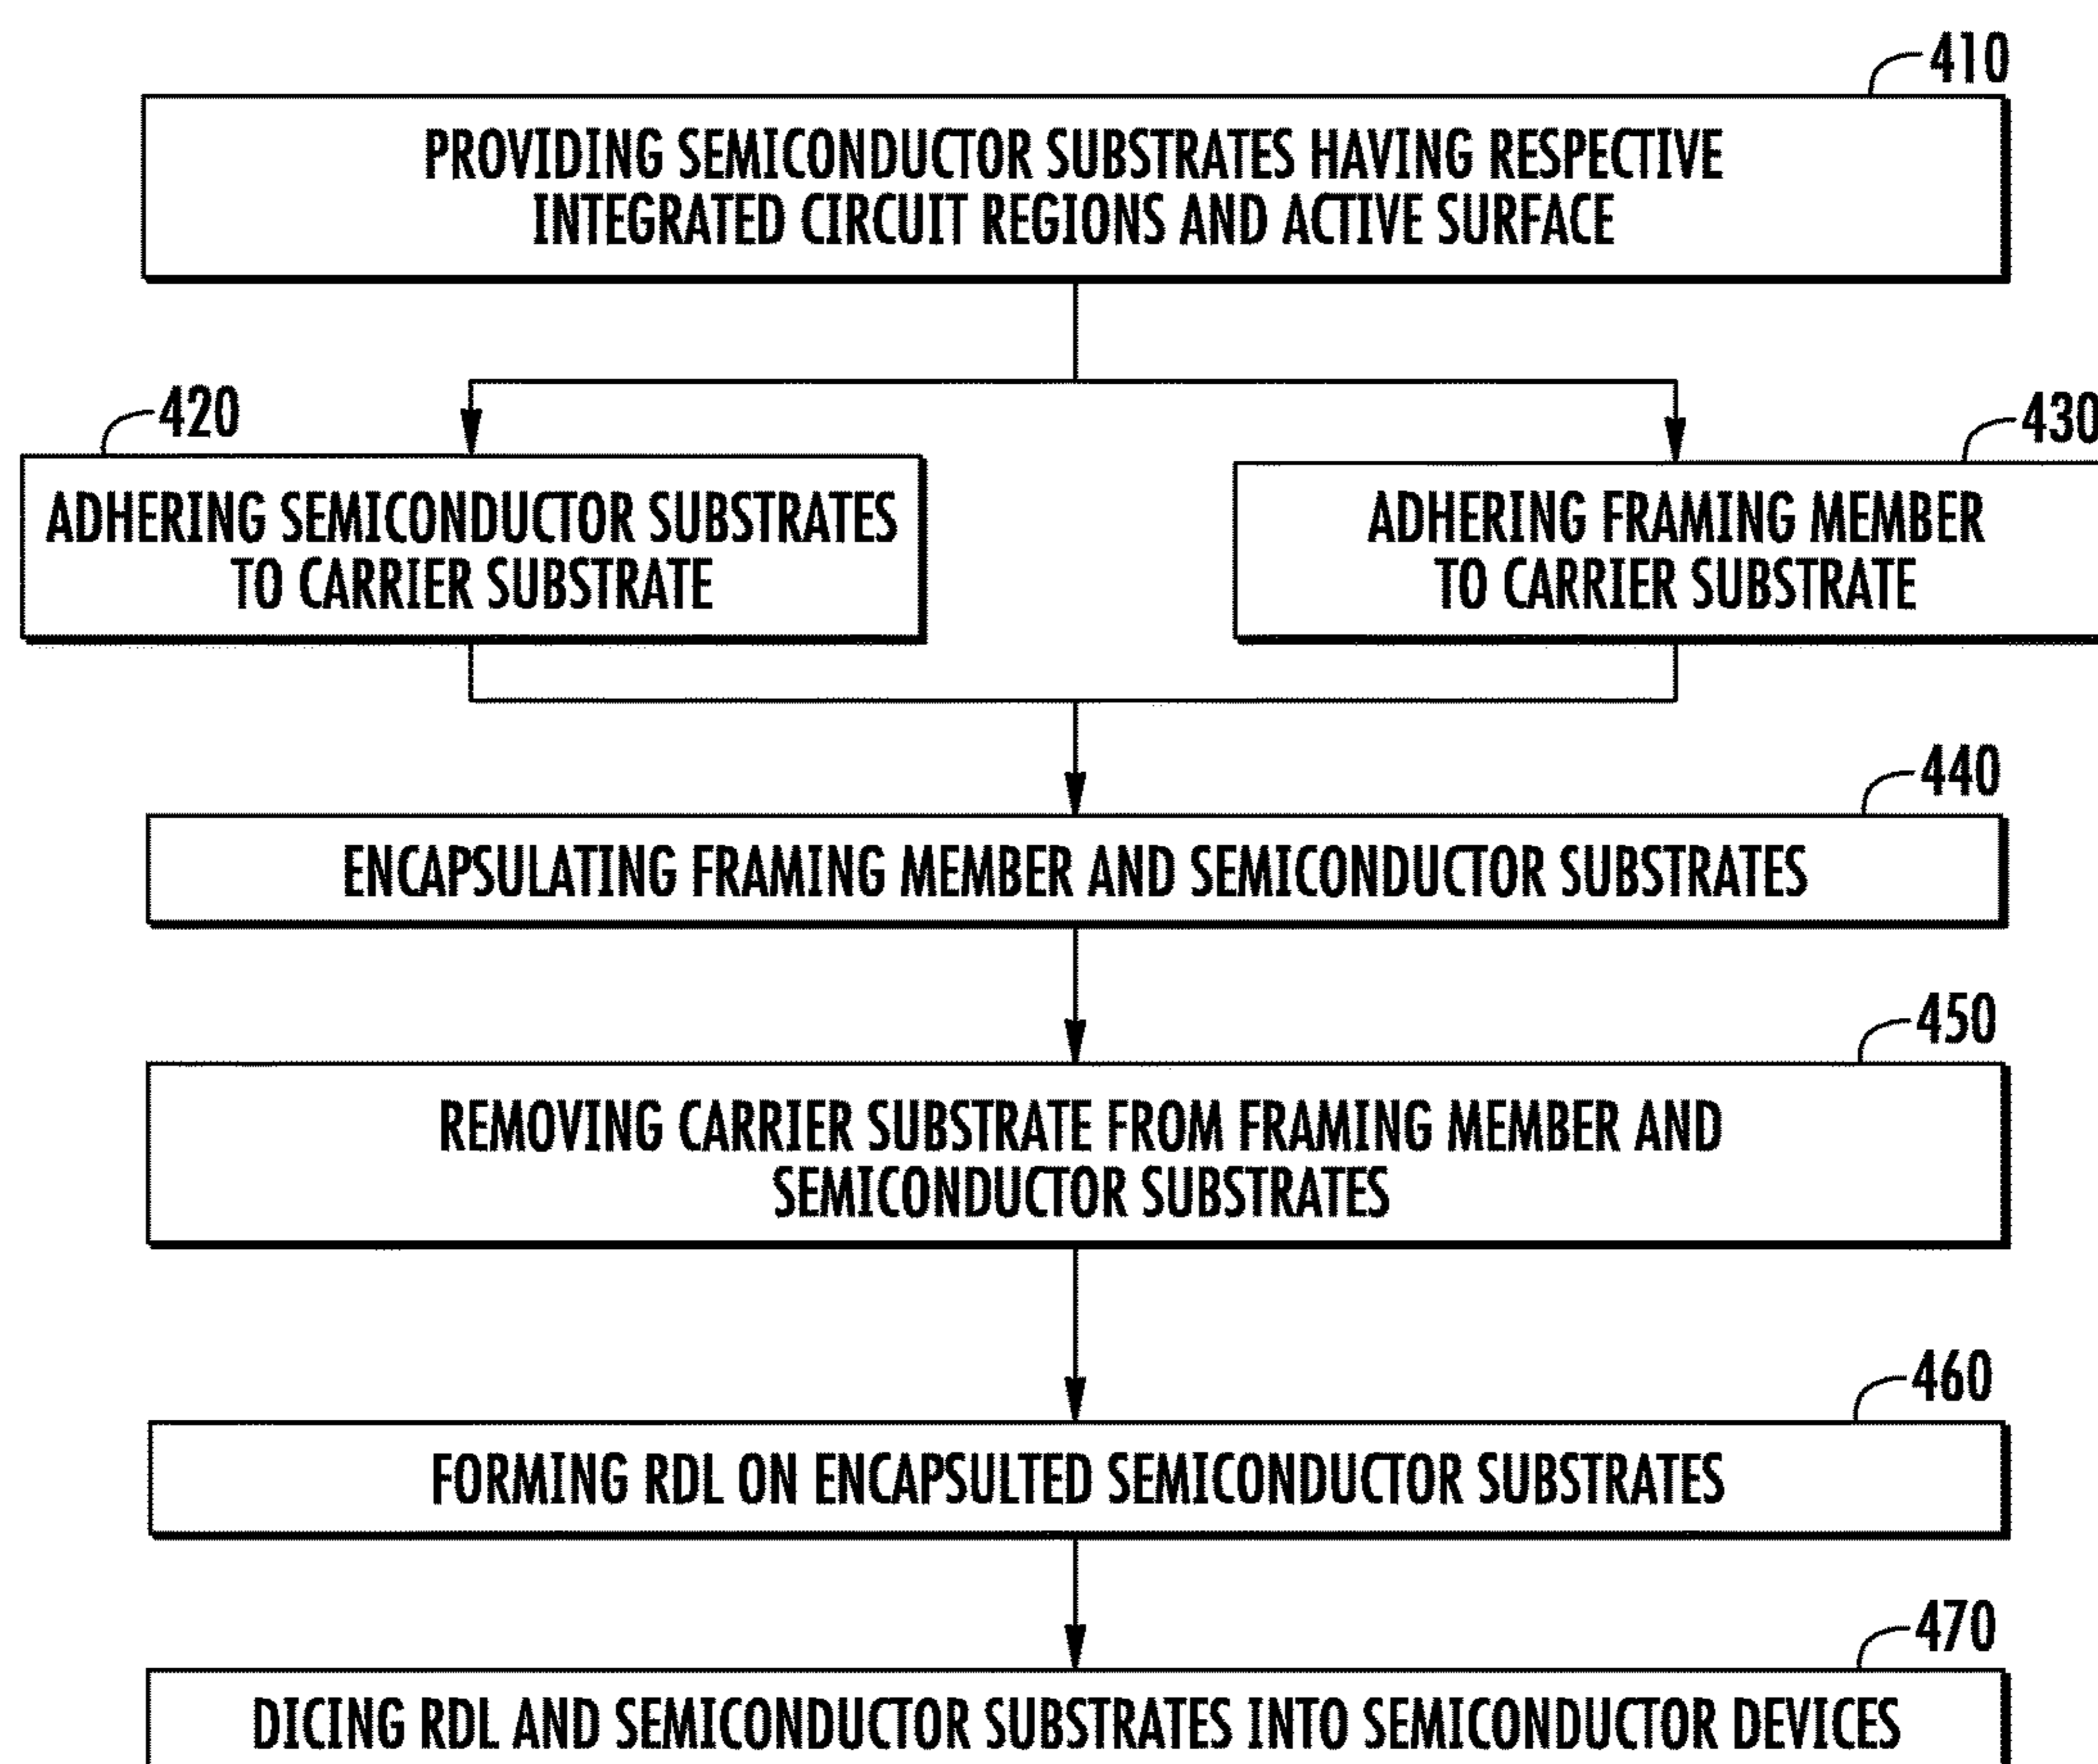 410
PROVIDING SEMICONDUCTOR SUBSTRATES HAVING RESPECTIVE
INTEGRATED CIRCUIT REGIONS AND ACTIVE SURFACE
420
ADHERING SEMICONDUCTOR SUBSTRATES
TO CARRIER SUBSTRATE
430
ADHERING FRAMING MEMBER
TO CARRIER SUBSTRATE
440
ENCAPSULATING FRAMING MEMBER AND SEMICONDUCTOR SUBSTRATES
450
REMOVING CARRIER SUBSTRATE FROM FRAMING MEMBER AND
SEMICONDUCTOR SUBSTRATES
460
FORMING RDL ON ENCAPSULTED SEMICONDUCTOR SUBSTRATES
470
DICING RDL AND SEMICONDUCTOR SUBSTRATES INTO SEMICONDUCTOR DEVICES